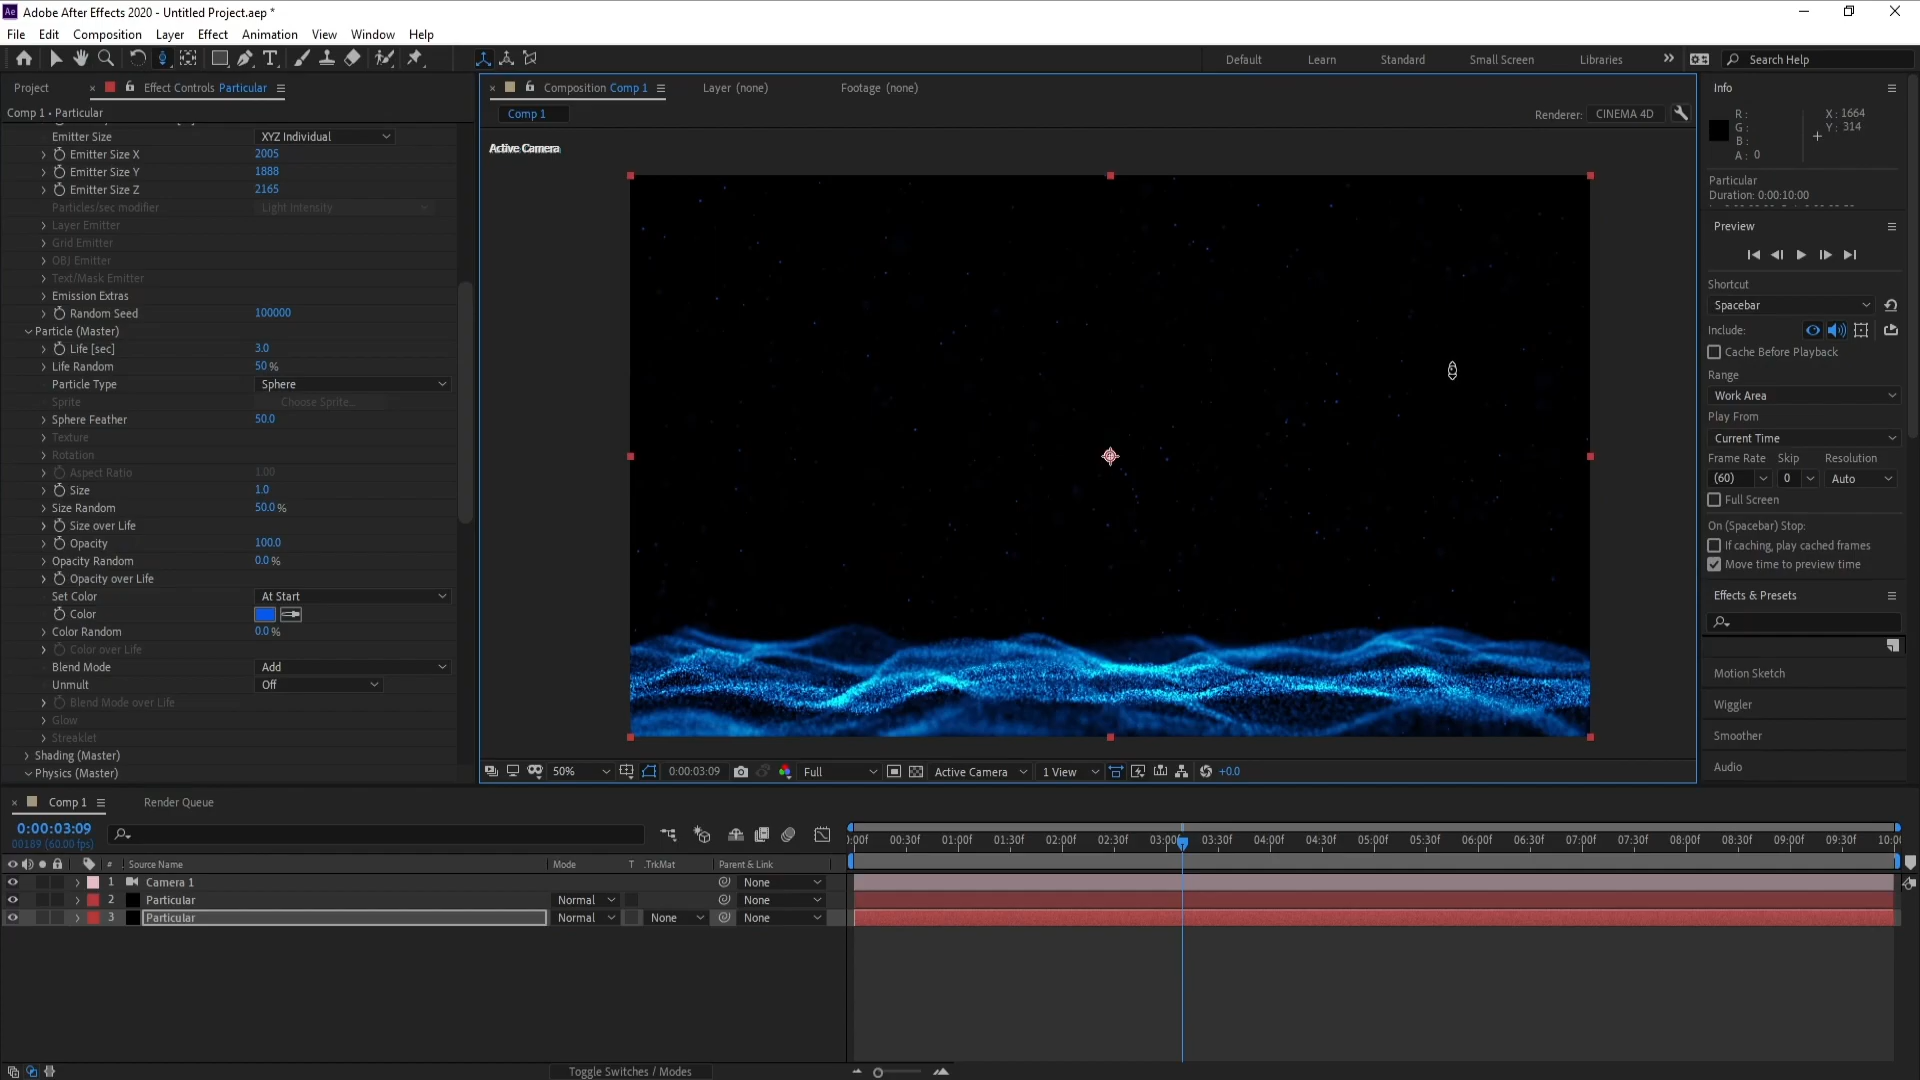 Adobe After Effects 2020 - Untitled Project.aep *
File Edit Composition Layer Effect Animation View Window Help
Default Learn Standard Small Screen Libraries Search Help
Project Effect Controls Particular
Comp 1 • Particular
Emitter Size XYZ Individual
Emitter Size X 2005
Emitter Size Y 1888
Emitter Size Z 2165
Particles/sec modifier Light Intensity
Layer Emitter
Grid Emitter
OBJ Emitter
Text/Mask Emitter
Emission Extras
Random Seed 100000
Particle (Master)
Life [sec] 3.0
Life Random 50 %
Particle Type Sphere
Sprite Choose Sprite...
Sphere Feather 50.0
Texture
Rotation
Aspect Ratio 1.00
Size 1.0
Size Random 50.0 %
Size over Life
Opacity 100.0
Opacity Random 0.0 %
Opacity over Life
Set Color At Start
Color
Color Random 0.0 %
Color over Life
Blend Mode Add
Unmult Off
Blend Mode over Life
Glow
Streaklet
Shading (Master)
Physics (Master)
Composition Comp 1 Layer (none) Footage (none)
Comp 1
Renderer: CINEMA 4D
Active Camera
50% 0:00:03:09 Full Active Camera 1 View +0.0
Info
R : X : 1664
G : Y : 314
B :
A : 0
Particular
Duration: 0:00:10:00
Preview
Shortcut
Spacebar
Include:
Cache Before Playback
Range
Work Area
Play From
Current Time
Frame Rate Skip Resolution
(60) 0 Auto
Full Screen
On (Spacebar) Stop:
If caching, play cached frames
Move time to preview time
Effects & Presets
Motion Sketch
Wiggler
Smoother
Audio
Comp 1 Render Queue
0:00:03:09
00189 (60.00 fps)
:00f 00:30f 01:00f 01:30f 02:00f 02:30f 03:00f 03:30f 04:00f 04:30f 05:00f 05:30f 06:00f 06:30f 07:00f 07:30f 08:00f 08:30f 09:00f 09:30f 10:00
# Source Name Mode T .TrkMat Parent & Link
1 Camera 1 None
2 Particular Normal None
3 Particular Normal None None
Toggle Switches / Modes